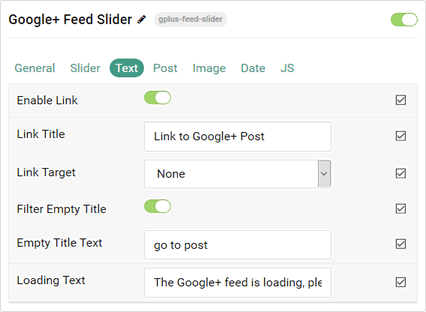 Google+ Feed Slider gplus-feed-slider
General Slider Text Post Image Date JS
Enable Link
Link Title Link to Google+ Post
Link Target None
Filter Empty Title
Empty Title Text go to post
Loading Text The Google+ feed is loading, ple